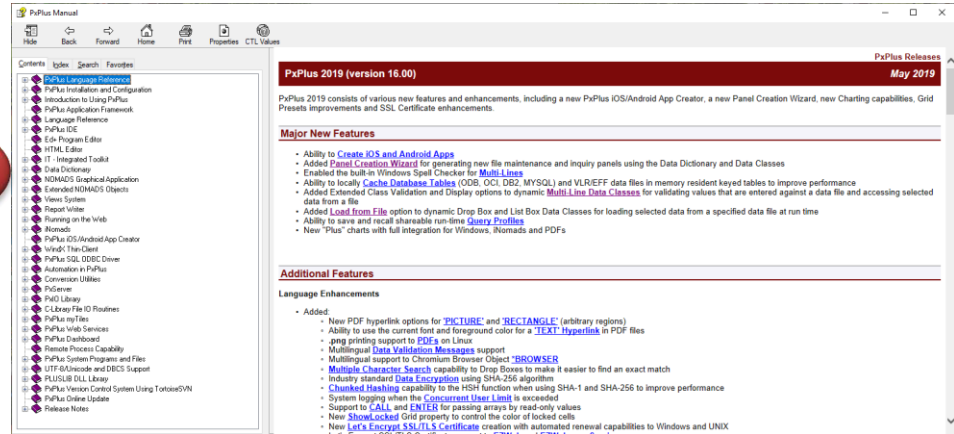 PxPlus Manual
Hide Back Forward Home Print Properties CTL Values
Contents Index Search Favorites
PxPlus Language Reference
PxPlus Installation and Configuration
Introduction to Using PxPlus
PxPlus Application Framework
Language Reference
PxPlus IDE
Ed+ Program Editor
HTML Editor
IT - Integrated Toolkit
Data Dictionary
NOMADS Graphical Application
Extended NOMADS Objects
Views System
Report Writer
Running on the Web
iNomads
PxPlus iOS/Android App Creator
WindX Thin-Client
PxPlus SQL ODBC Driver
Automation in PxPlus
Conversion Utilities
PxServer
PxIO Library
C-Library File IO Routines
PxPlus myTiles
PxPlus Web Services
PxPlus Dashboard
Remote Process Capability
PxPlus System Programs and Files
UTF-8/Unicode and DBCS Support
PLUSLIB DLL Library
PxPlus Version Control System Using TortoiseSVN
PxPlus Online Update
Release Notes
PxPlus Releases
PxPlus 2019 (version 16.00) May 2019
PxPlus 2019 consists of various new features and enhancements, including a new PxPlus iOS/Android App Creator, a new Panel Creation Wizard, new Charting capabilities, Grid
Presets improvements and SSL Certificate enhancements.
Major New Features
• Ability to Create iOS and Android Apps
• Added Panel Creation Wizard for generating new file maintenance and inquiry panels using the Data Dictionary and Data Classes
• Enabled the built-in Windows Spell Checker for Multi-Lines
• Ability to locally Cache Database Tables (ODB, OCI, DB2, MYSQL) and VLR/EFF data files in memory resident keyed tables to improve performance
• Added Extended Class Validation and Display options to dynamic Multi-Line Data Classes for validating values that are entered against a data file and accessing selected
data from a file
• Added Load from File option to dynamic Drop Box and List Box Data Classes for loading selected data from a specified data file at run time
• Ability to save and recall shareable run-time Query Profiles
• New "Plus" charts with full integration for Windows, iNomads and PDFs
Additional Features
Language Enhancements
• Added:
New PDF hyperlink options for 'PICTURE' and 'RECTANGLE' (arbitrary regions)
Ability to use the current font and foreground color for a 'TEXT' Hyperlink in PDF files
.png printing support to PDFs on Linux
Multilingual Data Validation Messages support
Multilingual support to Chromium Browser Object *BROWSER
Multiple Character Search capability to Drop Boxes to make it easier to find an exact match
Industry standard Data Encryption using SHA-256 algorithm
Chunked Hashing capability to the HSH function when using SHA-1 and SHA-256 to improve performance
System logging when the Concurrent User Limit is exceeded
Support to CALL and ENTER for passing arrays by read-only values
New ShowLocked Grid property to control the color of locked cells
New Let's Encrypt SSL/TLS Certificate creation with automated renewal capabilities to Windows and UNIX